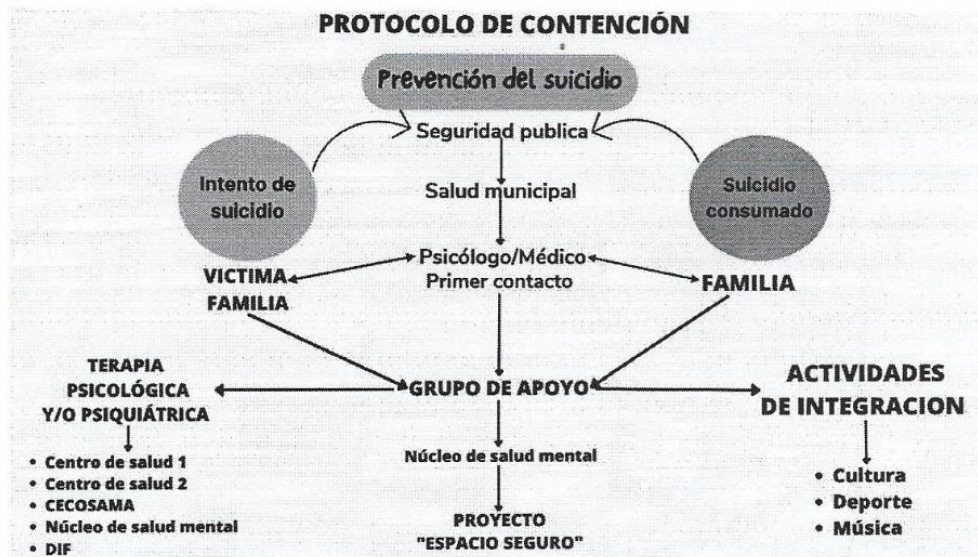 PROTOCOLO DE CONTENCIÓN
Prevención del suicidio
Seguridad publica
Intento de
suicidio
Salud municipal
Suicidio
consumado
Psicólogo/Médico
Primer contacto
VICTIMA
FAMILIA
FAMILIA
TERAPIA
PSICOLÓGICA
Y/O PSIQUIÁTRICA
GRUPO DE APOYO
ACTIVIDADES
DE INTEGRACION
• Centro de salud 1
• Centro de salud 2
• CECOSAMA
• Núcleo de salud mental
• DIF
Núcleo de salud mental
PROYECTO
"ESPACIO SEGURO"
• Cultura
• Deporte
• Música